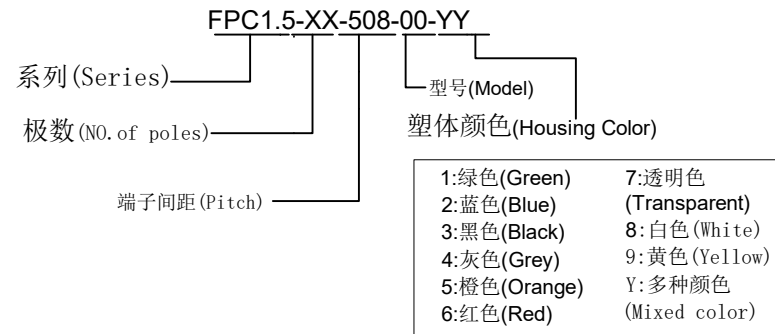 FPC1.5-XX-508-00-YY
系列(Series)
型号(Model)
极数(NO.of poles)
塑体颜色(Housing Color)
端子间距(Pitch)
1:绿色(Green)
2:蓝色(Blue)
3:黑色(Black)
4:灰色(Grey)
5:橙色(Orange)
6:红色(Red)
7:透明色
(Transparent)
8:白色(White)
9:黄色(Yellow)
Y:多种颜色
(Mixed color)